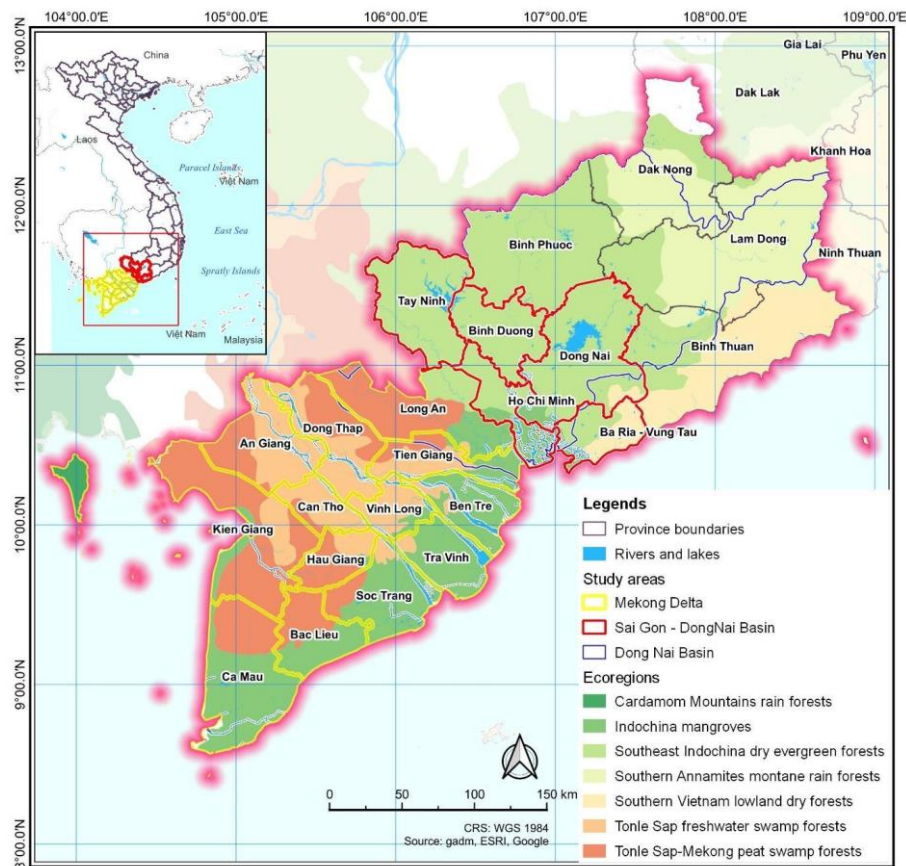 104°00.0'E 105°00.0'E 106°00.0'E 107°00.0'E 108°00.0'E 109°00.0'E
13°00.0'N
12°00.0'N
11°00.0'N
10°00.0'N
9°00.0'N
8°00.0'N
China
Laos
Paracel Islands
Việt Nam
East Sea
Spratly Islands
Việt Nam
Malaysia
Gia Lai
Phu Yen
Dak Lak
Khanh Hoa
Dak Nong
Binh Phuoc
Lam Dong
Ninh Thuan
Tay Ninh
Binh Duong
Dong Nai
Binh Thuan
Ho Chi Minh
Long An
Ba Ria - Vung Tau
Dong Thap
An Giang
Tien Giang
Can Tho
Vinh Long
Ben Tre
Kien Giang
Hau Giang
Tra Vinh
Soc Trang
Bac Lieu
Ca Mau
Legends
Province boundaries
Rivers and lakes
Study areas
Mekong Delta
Sai Gon - DongNai Basin
Dong Nai Basin
Ecoregions
Cardamom Mountains rain forests
Indochina mangroves
Southeast Indochina dry evergreen forests
Southern Annamites montane rain forests
Southern Vietnam lowland dry forests
Tonle Sap freshwater swamp forests
Tonle Sap-Mekong peat swamp forests
0 50 100 150 km
CRS: WGS 1984
Source: gadm, ESRI, Google